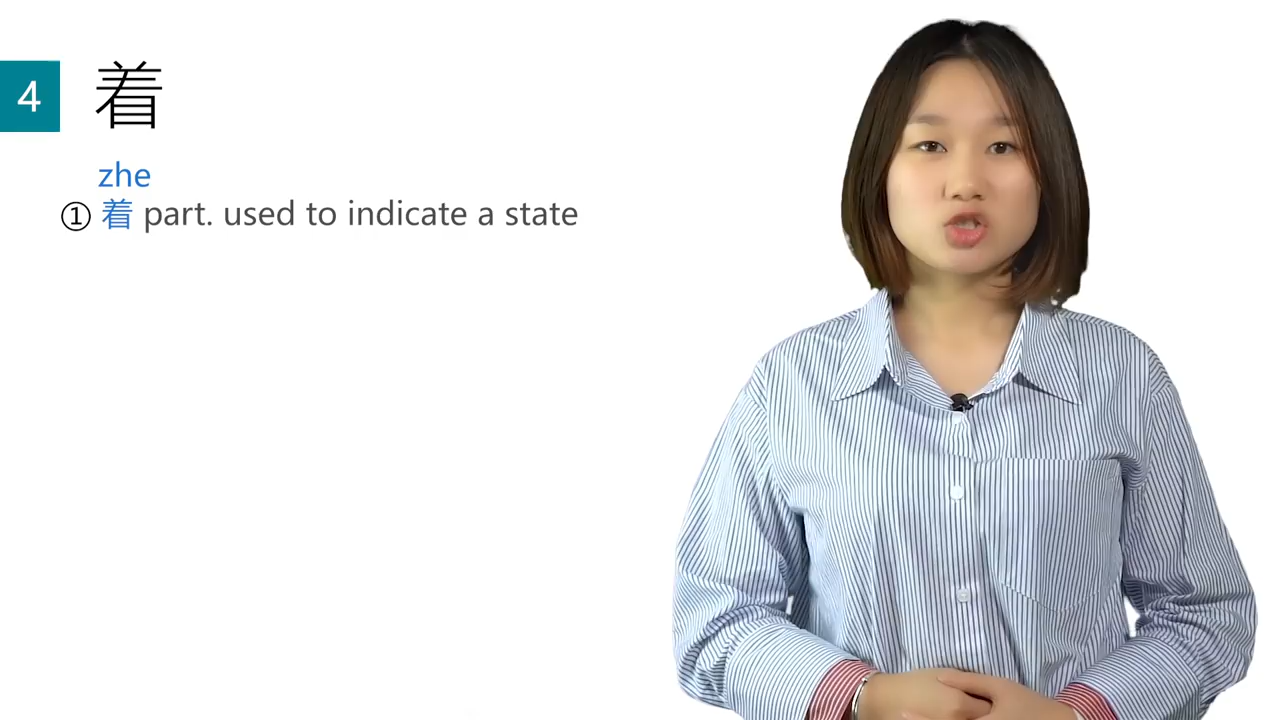 4 着
zhe
① 着 part. used to indicate a state